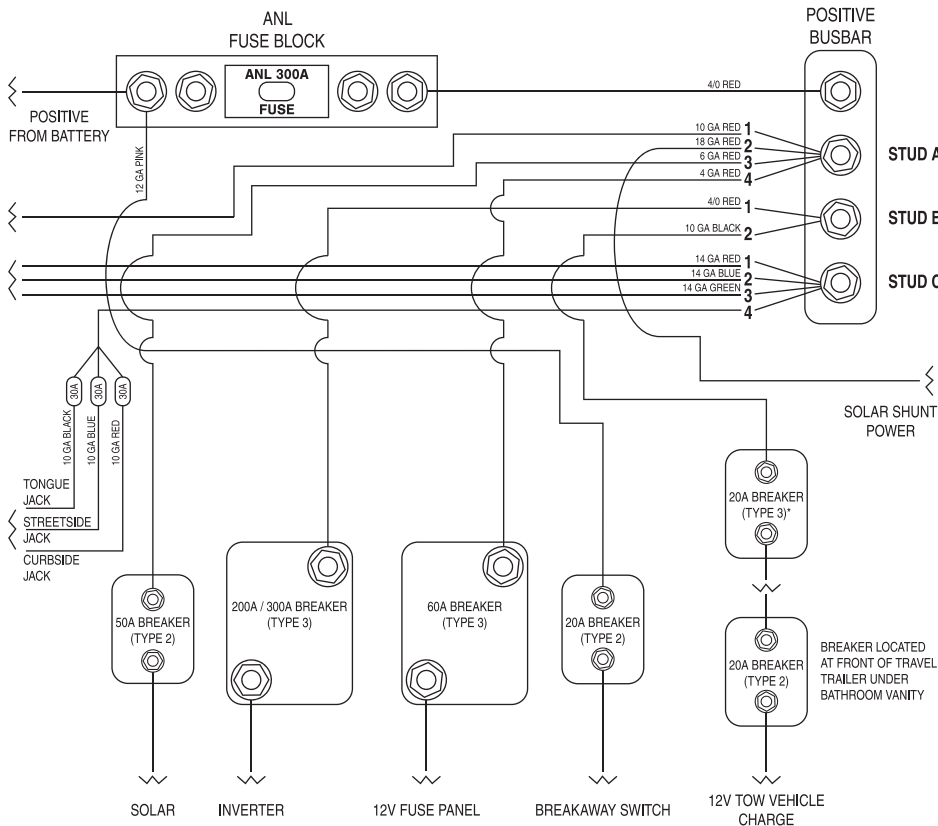 ANL
FUSE BLOCK
POSITIVE
BUSBAR
ANL 300A
FUSE
POSITIVE
FROM BATTERY
4/0 RED
12 GA PINK
10 GA RED 1
18 GA RED 2
6 GA RED 3
4 GA RED 4
STUD A
4/0 RED 1
10 GA BLACK 2
STUD B
14 GA RED 1
14 GA BLUE 2
14 GA GREEN 3
4
STUD C
30A
30A
30A
10 GA BLACK
10 GA BLUE
10 GA RED
SOLAR SHUNT
POWER
TONGUE
JACK
STREETSIDE
JACK
CURBSIDE
JACK
20A BREAKER
(TYPE 3)*
50A BREAKER
(TYPE 2)
200A / 300A BREAKER
(TYPE 3)
60A BREAKER
(TYPE 3)
20A BREAKER
(TYPE 2)
20A BREAKER
(TYPE 2)
BREAKER LOCATED
AT FRONT OF TRAVEL
TRAILER UNDER
BATHROOM VANITY
SOLAR
INVERTER
12V FUSE PANEL
BREAKAWAY SWITCH
12V TOW VEHICLE
CHARGE